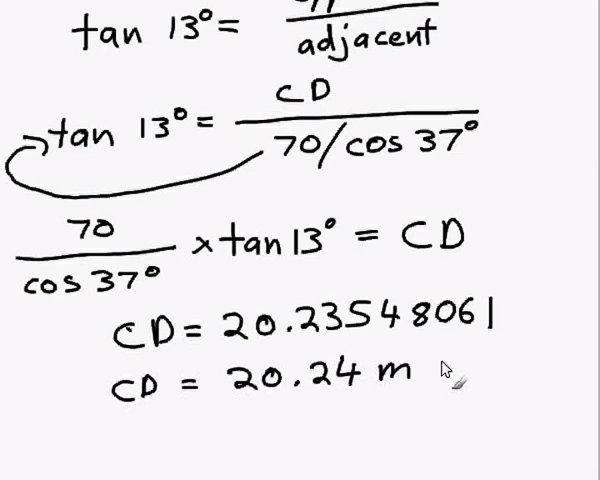 tan 13° =
adjacent
tan 13° = CD / 70/cos 37°
70 / cos 37° × tan 13° = CD
CD = 20.23548061
CD = 20.24 m